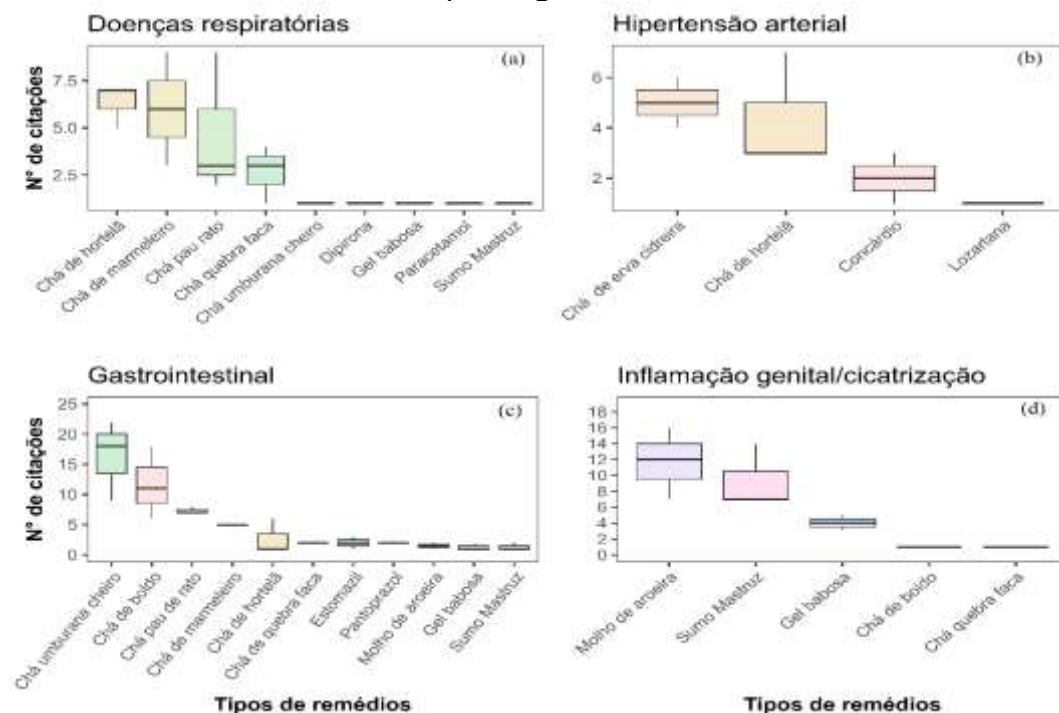 Doenças respiratórias
(a)
N° de citações
7.5
5.0
2.5
Chá de hortelã
Chá de marmeleiro
Chá pau rato
Chá quebra faca
Chá umburana cheiro
Dipirona
Gel babosa
Paracetamol
Sumo Mastruz
Hipertensão arterial
(b)
6
4
2
Chá de erva cidreira
Chá de hortelã
Concárdio
Lozartana
Gastrointestinal
(c)
N° de citações
25
20
15
10
5
0
Chá umburana cheiro
Chá de boldo
Chá pau de rato
Chá de marmeleiro
Chá de hortelã
Chá de quebra faca
Estomazil
Pantoprazol
Molho de aroeira
Gel babosa
Sumo Mastruz
Tipos de remédios
Inflamação genital/cicatrização
(d)
18
16
14
12
10
8
6
4
2
0
Molho de aroeira
Sumo Mastruz
Gel babosa
Chá de boldo
Chá quebra faca
Tipos de remédios